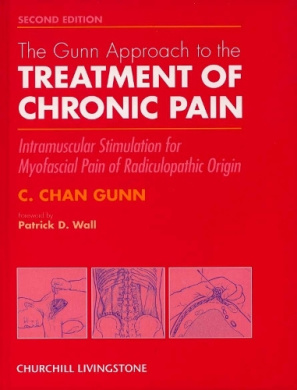 SECOND EDITION
The Gunn Approach to the
TREATMENT OF
CHRONIC PAIN
Intramuscular Stimulation for
Myofascial Pain of Radiculopathic Origin
C. CHAN GUNN
Foreword by
Patrick D. Wall
CHURCHILL LIVINGSTONE